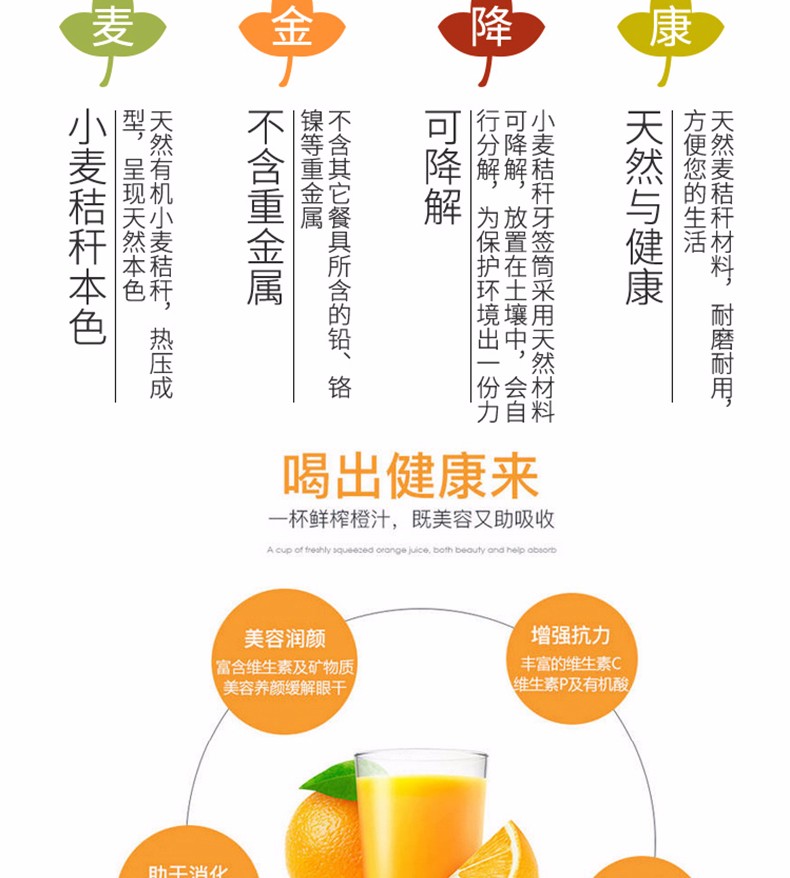 麦
小麦秸秆本色
天然有机小麦秸秆，热压成
型，呈现天然本色
金
不含重金属
不含其它餐具所含的铅、铬
镍等重金属
降
可降解
小麦秸秆牙签筒采用天然材料
可降解，放置在土壤中，会自
行分解，为保护环境出一份力
康
天然与健康
天然麦秸秆材料，耐磨耐用，
方便您的生活
喝出健康来
一杯鲜榨橙汁，既美容又助吸收
A cup of freshly squeezed orange juice, both beauty and help absorb
美容润颜
富含维生素及矿物质
美容养颜缓解眼干
增强抗力
丰富的维生素C
维生素P及有机酸
助于消化